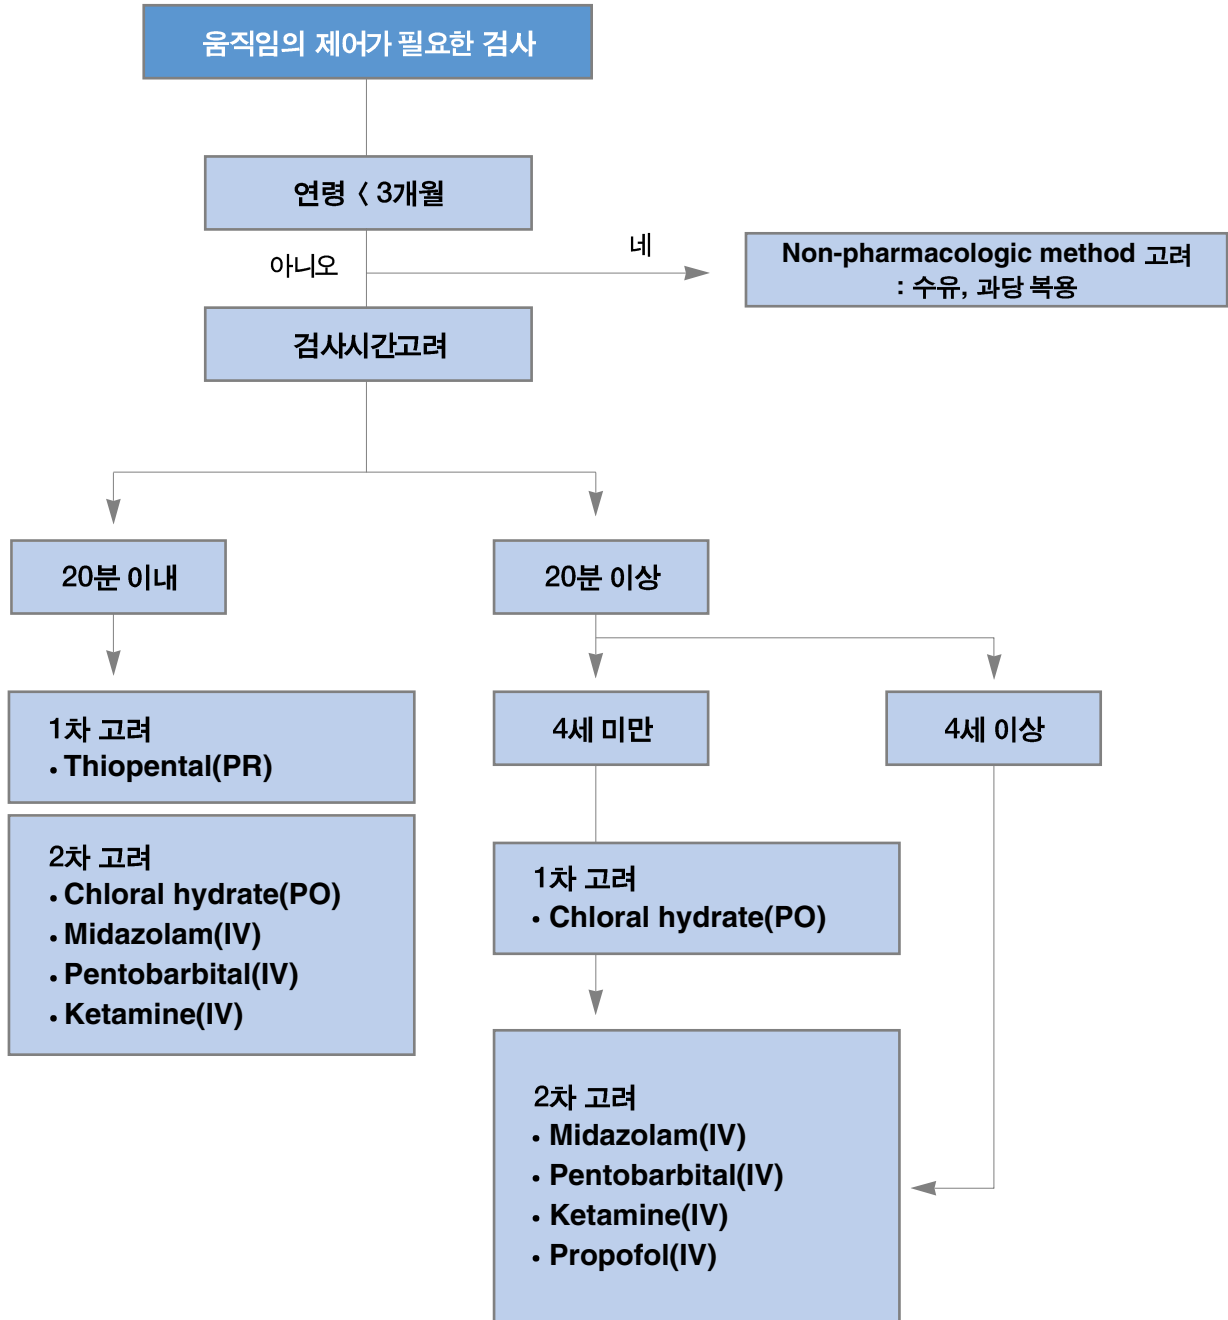 움직임의 제어가 필요한 검사
연령 < 3개월
아니오
네
Non-pharmacologic method 고려
: 수유, 과당 복용
검사시간고려
20분 이내
20분 이상
1차 고려
• Thiopental(PR)
2차 고려
• Chloral hydrate(PO)
• Midazolam(IV)
• Pentobarbital(IV)
• Ketamine(IV)
4세 미만
4세 이상
1차 고려
• Chloral hydrate(PO)
2차 고려
• Midazolam(IV)
• Pentobarbital(IV)
• Ketamine(IV)
• Propofol(IV)